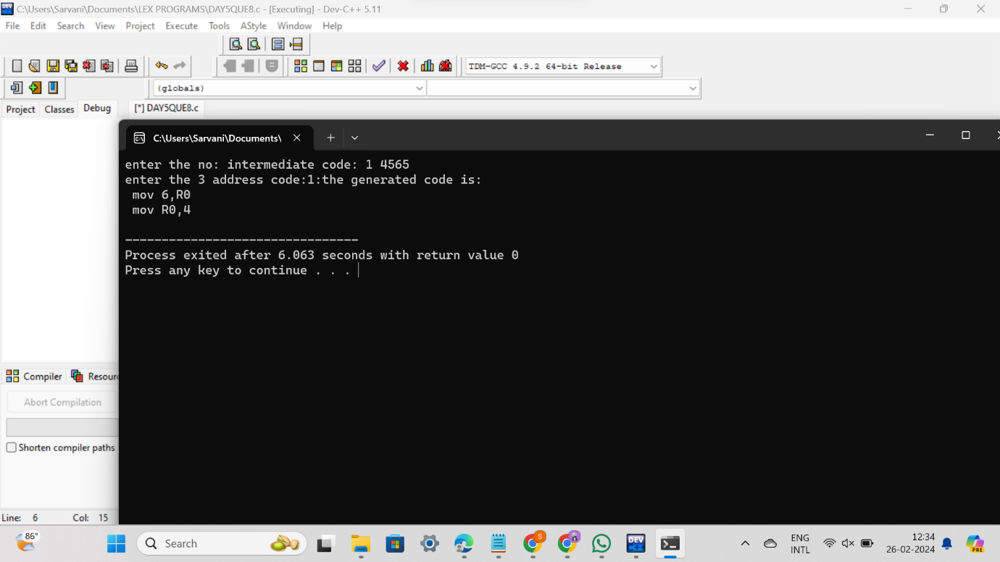 C:\Users\Sarvani\Documents\LEX PROGRAMS\DAY5QUE8.c - [Executing] - Dev-C++ 5.11
File Edit Search View Project Execute Tools AStyle Window Help
TDM-GCC 4.9.2 64-bit Release
(globals)
Project Classes Debug [*] DAY5QUE8.c
C:\Users\Sarvani\Documents\
enter the no: intermediate code: 1 4565
enter the 3 address code:1:the generated code is:
mov 6,R0
mov R0,4
--------------------------------
Process exited after 6.063 seconds with return value 0
Press any key to continue . . .
Compiler Resour
Abort Compilation
Shorten compiler paths
Line: 6 Col: 15
86°
Search
DEV
S
ENG
INTL
12:34
26-02-2024
PRE